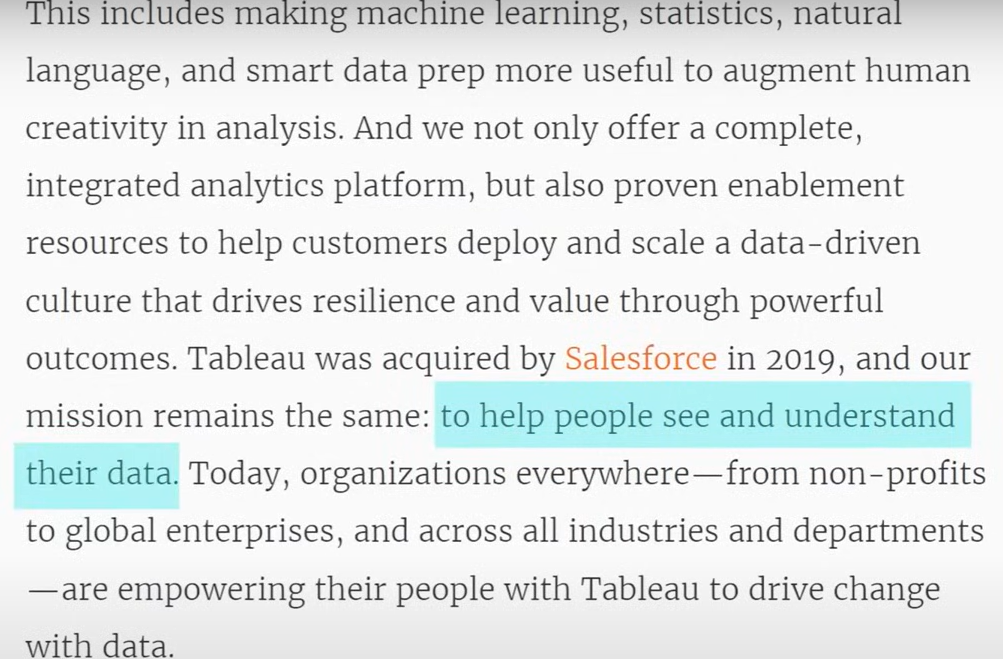 This includes making machine learning, statistics, natural
language, and smart data prep more useful to augment human
creativity in analysis. And we not only offer a complete,
integrated analytics platform, but also proven enablement
resources to help customers deploy and scale a data-driven
culture that drives resilience and value through powerful
outcomes. Tableau was acquired by Salesforce in 2019, and our
mission remains the same: to help people see and understand
their data. Today, organizations everywhere—from non-profits
to global enterprises, and across all industries and departments
—are empowering their people with Tableau to drive change
with data.